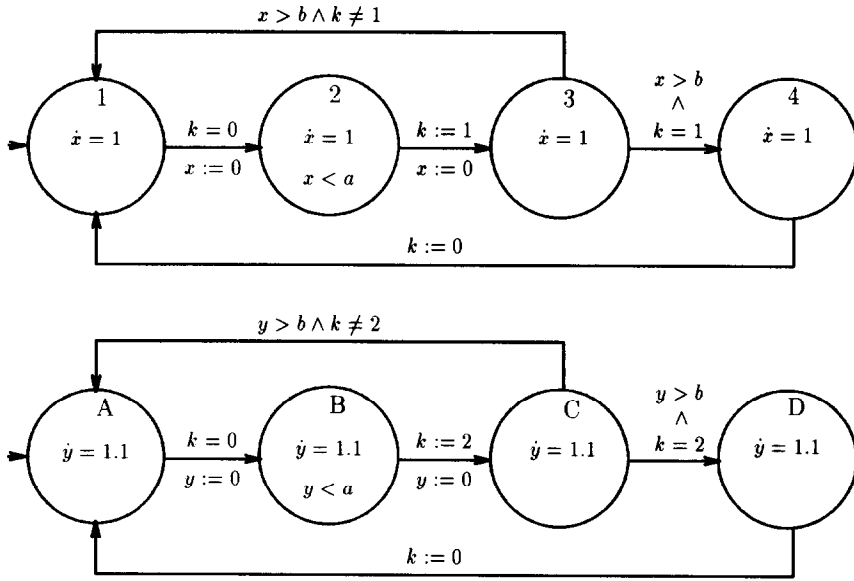 x > b ∧ k ≠ 1
1
2
3
x > b
∧
k = 1
4
ẋ = 1
k = 0
x := 0
ẋ = 1
x < a
k := 1
x := 0
ẋ = 1
ẋ = 1
k := 0
y > b ∧ k ≠ 2
A
B
C
y > b
∧
k = 2
D
ẏ = 1.1
k = 0
y := 0
ẏ = 1.1
y < a
k := 2
y := 0
ẏ = 1.1
ẏ = 1.1
k := 0